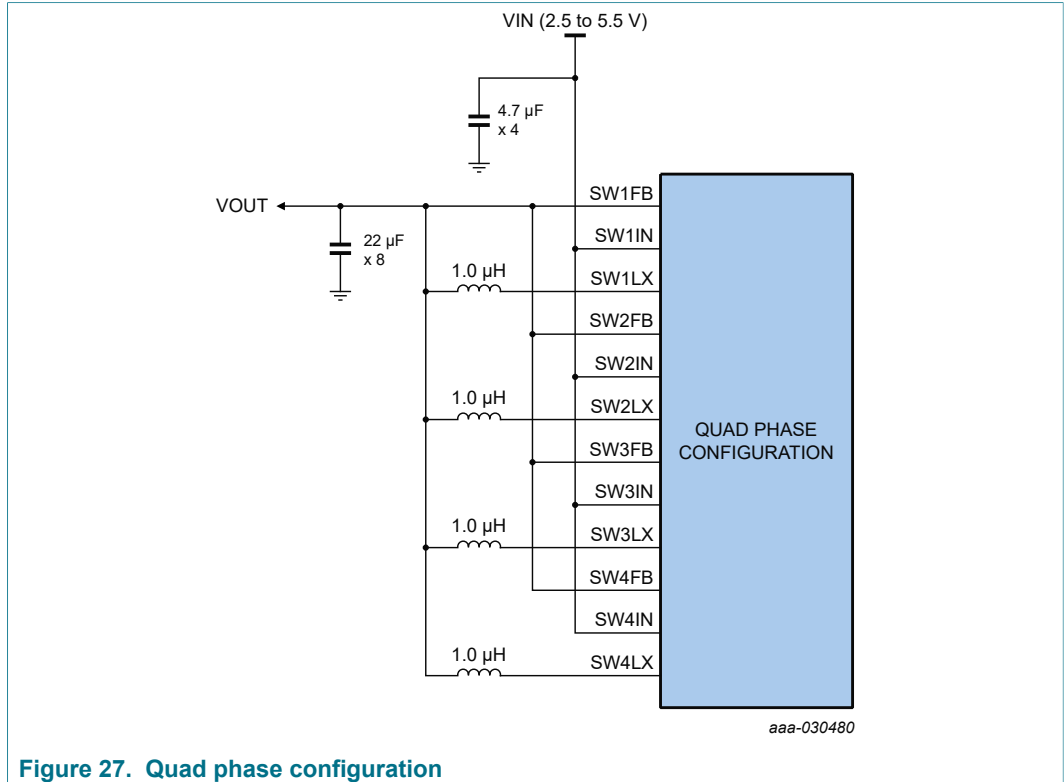 VIN (2.5 to 5.5 V)
4.7 µF
x 4
SW1FB
VOUT
SW1IN
22 µF
x 8
1.0 µH
SW1LX
SW2FB
SW2IN
1.0 µH
SW2LX
QUAD PHASE
CONFIGURATION
SW3FB
SW3IN
1.0 µH
SW3LX
SW4FB
SW4IN
1.0 µH
SW4LX
aaa-030480
Figure 27. Quad phase configuration